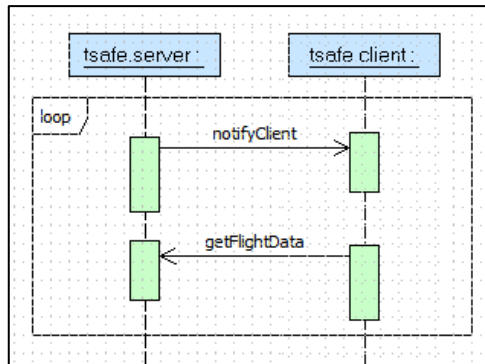 tsafe.server :
tsafe client :
loop
notifyClient
getFlightData